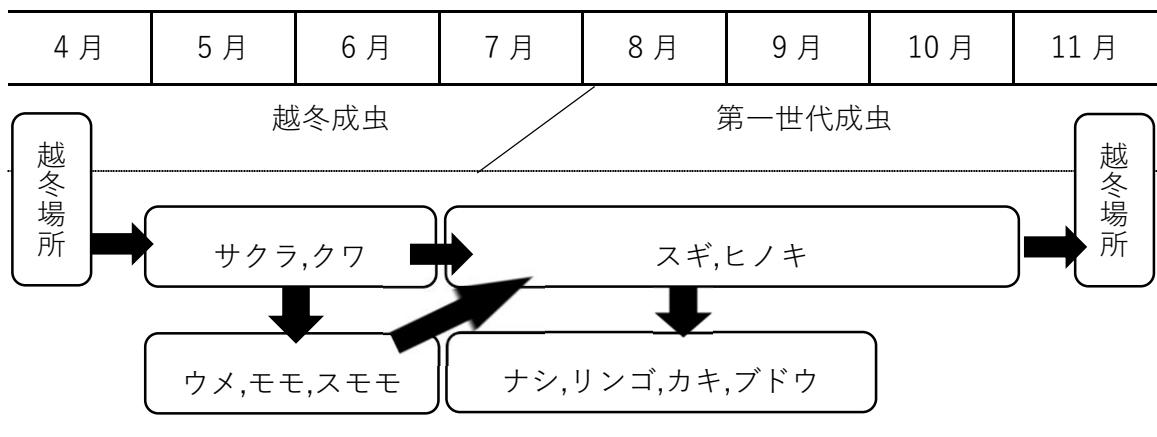 4月 5月 6月 7月 8月 9月 10月 11月
越冬成虫 第一世代成虫
越冬場所
越冬場所
サクラ,クワ
スギ,ヒノキ
ウメ,モモ,スモモ
ナシ,リンゴ,カキ,ブドウ